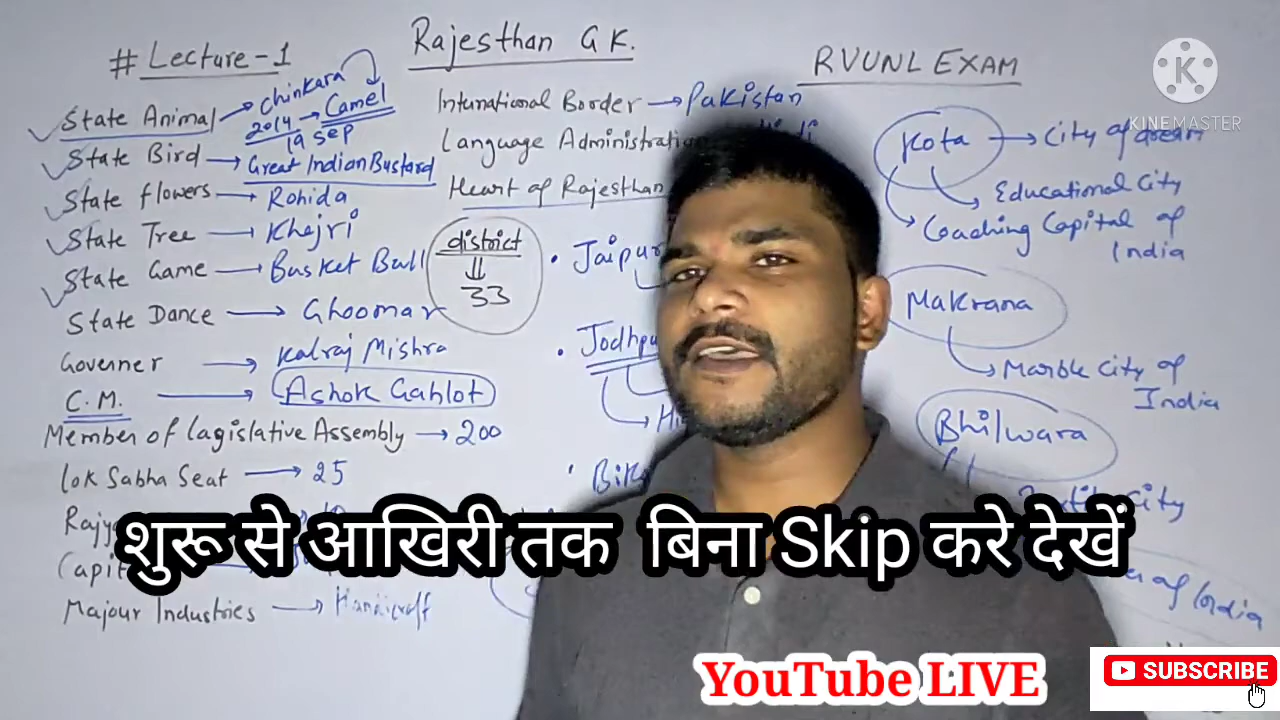 # Lecture-1
Rajesthan GK.
RVUNL EXAM
State Animal → Chinkara
2014 → Camel
19 sep
State Bird → Great Indian Bustard
State flowers → Rohida
State Tree → Khejri
State Game → Basket Ball
State Dance → Ghoomar
Governer → Kalraj Mishra
C.M. → Ashok Gahlot
Member of Lagislative Assembly → 200
lok Sabha Seat → 25
Majour Industries → Handicraft
International Border → Pakistan
Language Administration
Heart of Rajesthan
district
33
• Jaipur
• Jodhpu
Kota → City of dream
Educational City
Coaching Capital of
India
Makrana
Marble City of
India
Bhilwara
City
of India
शुरू से आखिरी तक बिना Skip करे देखें
YouTube LIVE
SUBSCRIBE
KINEMASTER